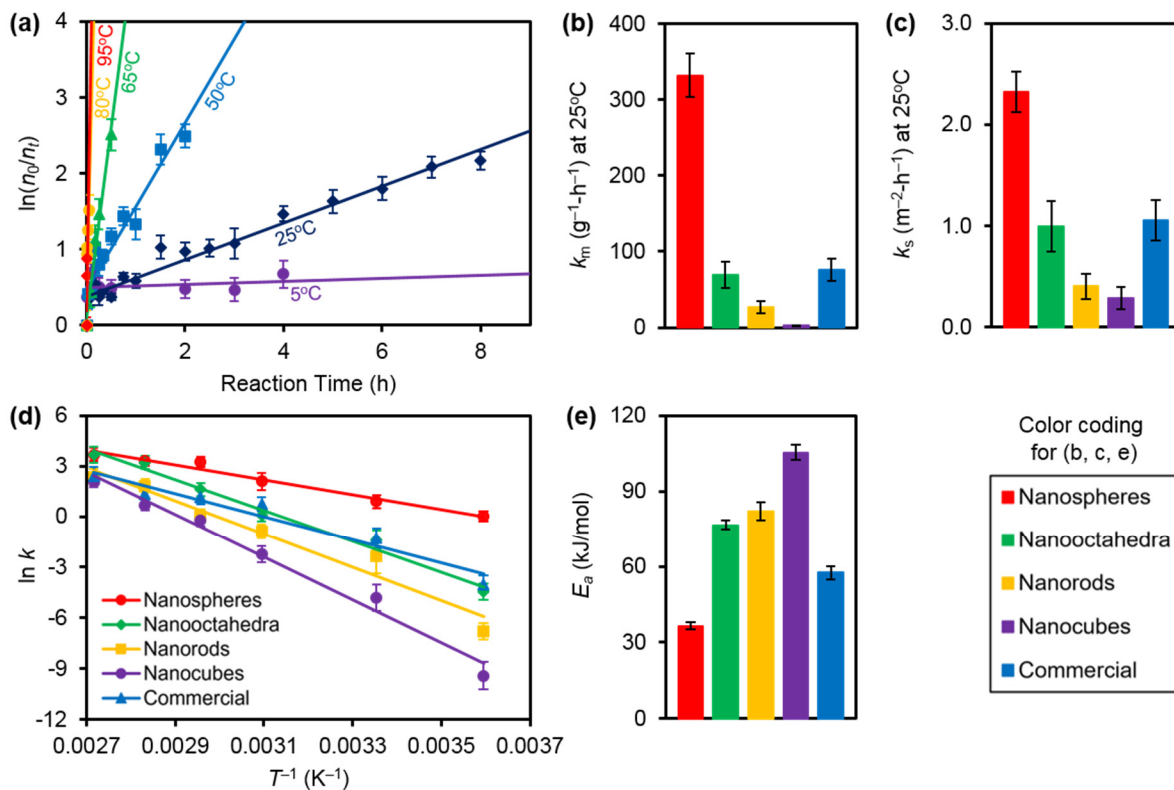 (a)
ln(n0/nt)
4
3
2
1
0
95°C
80°C
65°C
50°C
25°C
5°C
0
2
4
6
8
Reaction Time (h)
(b)
km (g–1-h–1) at 25°C
400
300
200
100
0
(c)
ks (m–2-h–1) at 25°C
3.0
2.0
1.0
0.0
(d)
ln k
6
3
0
-3
-6
-9
-12
Nanospheres
Nanooctahedra
Nanorods
Nanocubes
Commercial
0.0027
0.0029
0.0031
0.0033
0.0035
0.0037
T–1 (K–1)
(e)
Ea (kJ/mol)
120
90
60
30
0
Color coding
for (b, c, e)
Nanospheres
Nanooctahedra
Nanorods
Nanocubes
Commercial